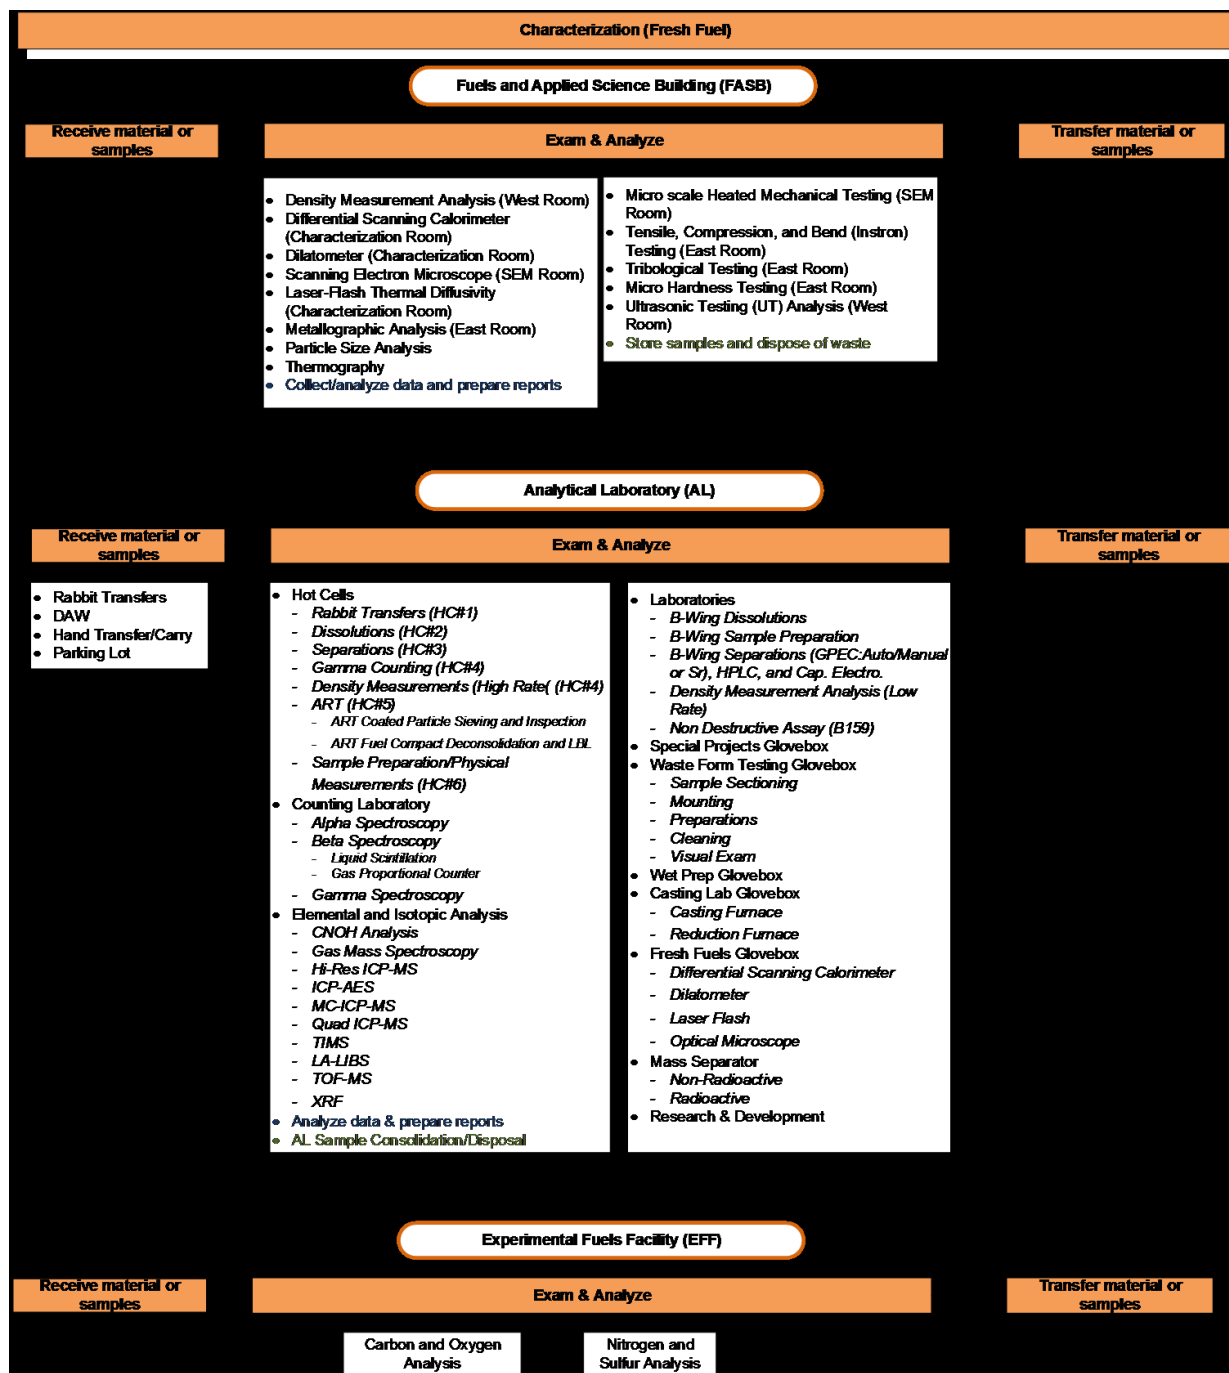 Characterization (Fresh Fuel)
Fuels and Applied Science Building (FASB)
Receive material or
samples
Exam & Analyze
Transfer material or
samples
• Density Measurement Analysis (West Room)
• Differential Scanning Calorimeter
(Characterization Room)
• Dilatometer (Characterization Room)
• Scanning Electron Microscope (SEM Room)
• Laser-Flash Thermal Diffusivity
(Characterization Room)
• Metallographic Analysis (East Room)
• Particle Size Analysis
• Thermography
• Collect/analyze data and prepare reports
• Micro scale Heated Mechanical Testing (SEM
Room)
• Tensile, Compression, and Bend (Instron)
Testing (East Room)
• Tribological Testing (East Room)
• Micro Hardness Testing (East Room)
• Ultrasonic Testing (UT) Analysis (West
Room)
• Store samples and dispose of waste
Analytical Laboratory (AL)
Receive material or
samples
Exam & Analyze
Transfer material or
samples
• Rabbit Transfers
• DAW
• Hand Transfer/Carry
• Parking Lot
• Hot Cells
- Rabbit Transfers (HC#1)
- Dissolutions (HC#2)
- Separations (HC#3)
- Gamma Counting (HC#4)
- Density Measurements (High Rate( (HC#4)
- ART (HC#5)
- ART Coated Particle Sieving and Inspection
- ART Fuel Compact Deconsolidation and LBL
- Sample Preparation/Physical
Measurements (HC#6)
• Counting Laboratory
- Alpha Spectroscopy
- Beta Spectroscopy
- Liquid Scintillation
- Gas Proportional Counter
- Gamma Spectroscopy
• Elemental and Isotopic Analysis
- CNOH Analysis
- Gas Mass Spectroscopy
- Hi-Res ICP-MS
- ICP-AES
- MC-ICP-MS
- Quad ICP-MS
- TIMS
- LA-LIBS
- TOF-MS
- XRF
• Analyze data & prepare reports
• AL Sample Consolidation/Disposal
• Laboratories
- B-Wing Dissolutions
- B-Wing Sample Preparation
- B-Wing Separations (GPEC:Auto/Manual
or Sr), HPLC, and Cap. Electro.
- Density Measurement Analysis (Low
Rate)
- Non Destructive Assay (B159)
• Special Projects Glovebox
• Waste Form Testing Glovebox
- Sample Sectioning
- Mounting
- Preparations
- Cleaning
- Visual Exam
• Wet Prep Glovebox
• Casting Lab Glovebox
- Casting Furnace
- Reduction Furnace
• Fresh Fuels Glovebox
- Differential Scanning Calorimeter
- Dilatometer
- Laser Flash
- Optical Microscope
• Mass Separator
- Non-Radioactive
- Radioactive
• Research & Development
Experimental Fuels Facility (EFF)
Receive material or
samples
Exam & Analyze
Transfer material or
samples
Carbon and Oxygen
Analysis
Nitrogen and
Sulfur Analysis